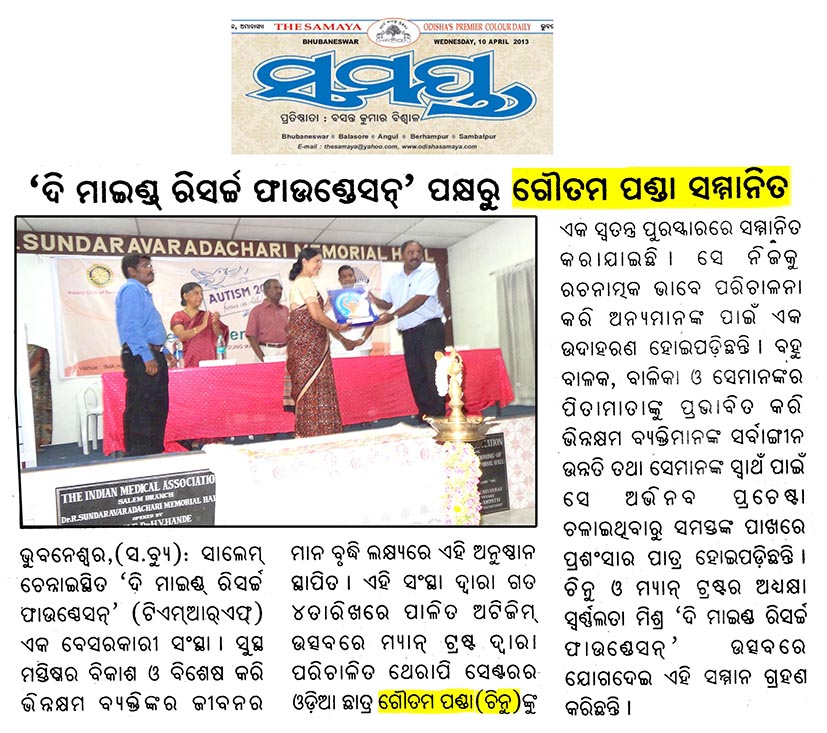 THE SAMAYA
ODISHA'S PREMIER COLOUR DAILY
BHUBANESWAR
WEDNESDAY, 10 APRIL 2013
ସମୟ
ପ୍ରତିଷ୍ଠାତା : ବସନ୍ତ କୁମାର ବିଶ୍ୱାଳ
Bhubaneswar Balasore Angul Berhampur Sambalpur
E-mail : thesamaya@yahoo.com, www.odishasamaya.com
‘ଦି ମାଇଣ୍ଡ୍ ରିସର୍ଚ୍ଚ ଫାଉଣ୍ଡେସନ୍’ ପକ୍ଷରୁ ଗୌତମ ପଣ୍ଡା ସମ୍ମାନିତ
R.SUNDARAVARADACHARI MEMORIAL HALL
AUTISM
THE INDIAN MEDICAL ASSOCIATION
SALEM BRANCH
Dr.R.SUNDARAVARADACHARI MEMORIAL HALL
OPENED BY
Dr.H.V.HANDE
ଭୁବନେଶ୍ୱର,(ସ.ବ୍ୟୁ): ସାଲେମ୍
ଚେନ୍ନାଇସ୍ଥିତ ‘ଦି ମାଇଣ୍ଡ୍ ରିସର୍ଚ୍ଚ
ଫାଉଣ୍ଡେସନ୍’ (ଟିଏମ୍ଆର୍ଏଫ୍)
ଏକ ବେସରକାରୀ ସଂସ୍ଥା। ସୁସ୍ଥ
ମସ୍ତିଷ୍କର ବିକାଶ ଓ ବିଶେଷ କରି
ଭିନ୍ନକ୍ଷମ ବ୍ୟକ୍ତିଙ୍କର ଜୀବନର
ମାନ ବୃଦ୍ଧି ଲକ୍ଷ୍ୟରେ ଏହି ଅନୁଷ୍ଠାନ
ସ୍ଥାପିତ। ଏହି ସଂସ୍ଥା ଦ୍ୱାରା ଗତ
୪ତାରିଖରେ ପାଳିତ ଅଟିଜିମ୍
ଉତ୍ସବରେ ମ୍ୟାନ୍ ଟ୍ରଷ୍ଟ ଦ୍ୱାରା
ପରିଚାଳିତ ଥେରାପି ସେଣ୍ଟରର
ଓଡ଼ିଆ ଛାତ୍ର ଗୌତମ ପଣ୍ଡା(ଚିନୁ)ଙ୍କୁ
ଏକ ସ୍ୱତନ୍ତ୍ର ପୁରସ୍କାରରେ ସମ୍ମାନିତ
କରାଯାଇଛି। ସେ ନିଜକୁ
ରଚନାତ୍ମକ ଭାବେ ପରିଚାଳନା
କରି ଅନ୍ୟମାନଙ୍କ ପାଇଁ ଏକ
ଉଦାହରଣ ହୋଇପଡ଼ିଛନ୍ତି। ବହୁ
ବାଳକ, ବାଳିକା ଓ ସେମାନଙ୍କର
ପିତାମାତାଙ୍କୁ ପ୍ରଭାବିତ କରି
ଭିନ୍ନକ୍ଷମ ବ୍ୟକ୍ତିମାନଙ୍କ ସର୍ବାଙ୍ଗୀନ
ଉନ୍ନତି ତଥା ସେମାନଙ୍କ ସ୍ୱାର୍ଥ ପାଇଁ
ସେ ଅଭିନବ ପ୍ରଚେଷ୍ଟା
ଚଳାଇଥିବାରୁ ସମସ୍ତଙ୍କ ପାଖରେ
ପ୍ରଶଂସାର ପାତ୍ର ହୋଇପଡ଼ିଛନ୍ତି।
ଚିନୁ ଓ ମ୍ୟାନ୍ ଟ୍ରଷ୍ଟର ଅଧ୍ୟକ୍ଷା
ସ୍ୱର୍ଣ୍ଣଲତା ମିଶ୍ର ‘ଦି ମାଇଣ୍ଡ ରିସର୍ଚ୍ଚ
ଫାଉଣ୍ଡେସନ୍’ ଉତ୍ସବରେ
ଯୋଗଦେଇ ଏହି ସମ୍ମାନ ଗ୍ରହଣ
କରିଛନ୍ତି।